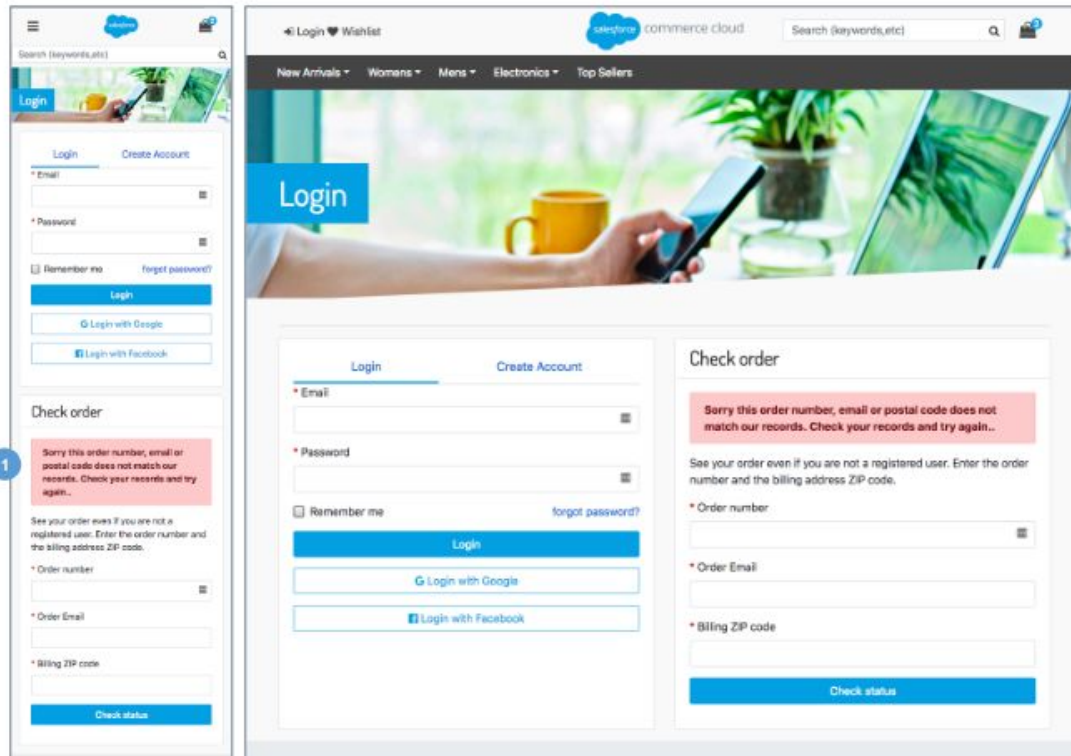 salesforce
2
Search (keywords,etc)
Login
Login Create Account
* Email
* Password
Remember me forgot password?
Login
G Login with Google
Login with Facebook
Check order
1
Sorry this order number, email or
postal code does not match our
records. Check your records and try
again..
See your order even if you are not a
registered user. Enter the order number and
the billing address ZIP code.
* Order number
* Order Email
* Billing ZIP code
Check status
Login Wishlist
salesforce commerce cloud
Search (keywords,etc)
New Arrivals Womens Mens Electronics Top Sellers
Login
Login Create Account
* Email
* Password
Remember me forgot password?
Login
G Login with Google
Login with Facebook
Check order
Sorry this order number, email or postal code does not
match our records. Check your records and try again..
See your order even if you are not a registered user. Enter the order
number and the billing address ZIP code.
* Order number
* Order Email
* Billing ZIP code
Check status